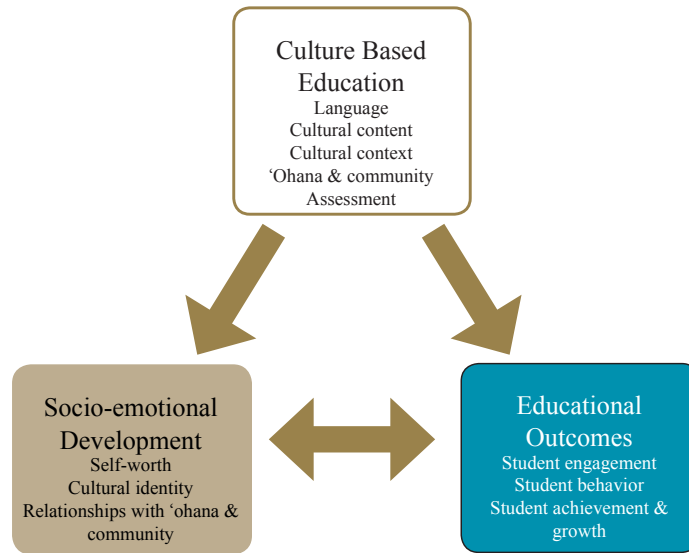 Culture Based
Education
Language
Cultural content
Cultural context
‘Ohana & community
Assessment
Socio-emotional
Development
Self-worth
Cultural identity
Relationships with ‘ohana &
community
Educational
Outcomes
Student engagement
Student behavior
Student achievement &
growth